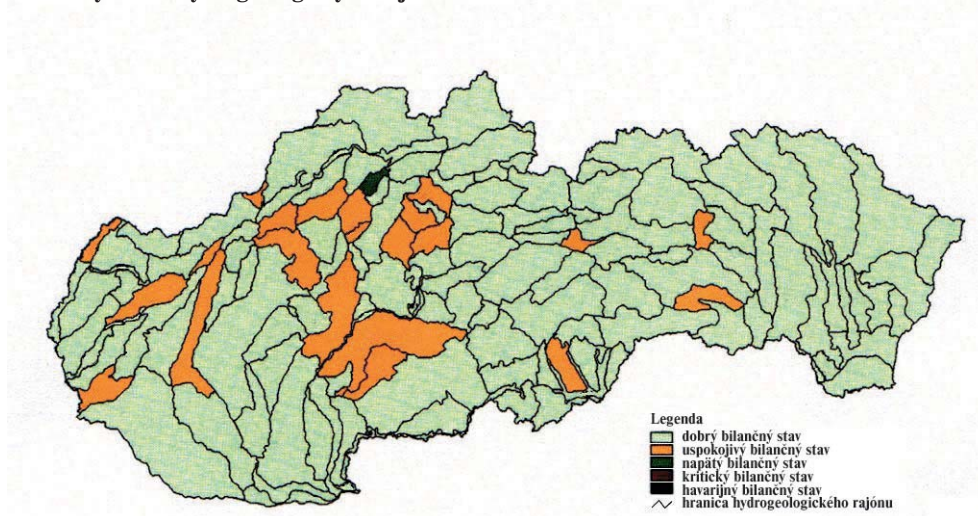 Legenda
dobrý bilančný stav
uspokojivý bilančný stav
napätý bilančný stav
kritický bilančný stav
havarijný bilančný stav
hranica hydrogeologického rajónu